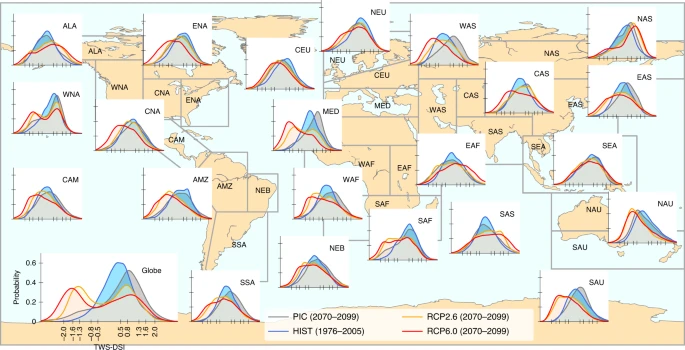 ALA
ENA
NEU
WAS
NAS
ALA
CEU
NEU
NAS
CEU
CAS
EAS
WNA
CNA
ENA
WNA
CNA
MED
MED
WAS
CAS
EAS
CAM
SAS
SEA
EAF
SEA
WAF
EAF
CAM
AMZ
AMZ
NEB
WAF
SAF
SAF
SAS
NAU
NAU
SSA
NEB
SAU
0.6
Globe
0.4
0.2
0
Probability
SSA
SAU
−2.0
−1.6
−1.3
−0.8
−0.5
0.5
0.8
1.3
1.6
2.0
TWS-DSI
PIC (2070–2099)
RCP2.6 (2070–2099)
HIST (1976–2005)
RCP6.0 (2070–2099)